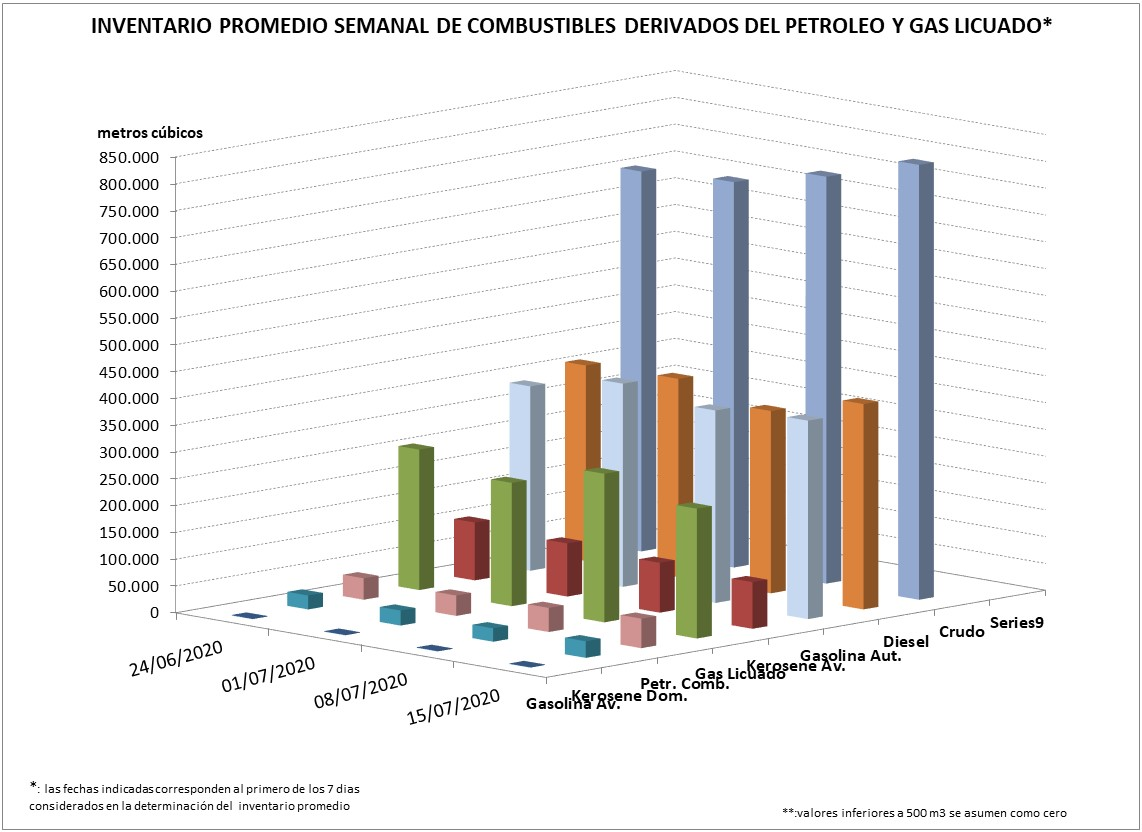 INVENTARIO PROMEDIO SEMANAL DE COMBUSTIBLES DERIVADOS DEL PETROLEO Y GAS LICUADO*
metros cúbicos
850.000
800.000
750.000
700.000
650.000
600.000
550.000
500.000
450.000
400.000
350.000
300.000
250.000
200.000
150.000
100.000
50.000
0
24/06/2020
01/07/2020
08/07/2020
15/07/2020
Gasolina Av.
Kerosene Dom.
Petr. Comb.
Gas Licuado
Kerosene Av.
Gasolina Aut.
Diesel
Crudo
Series9
*: las fechas indicadas corresponden al primero de los 7 dias
considerados en la determinación del inventario promedio
**:valores inferiores a 500 m3 se asumen como cero